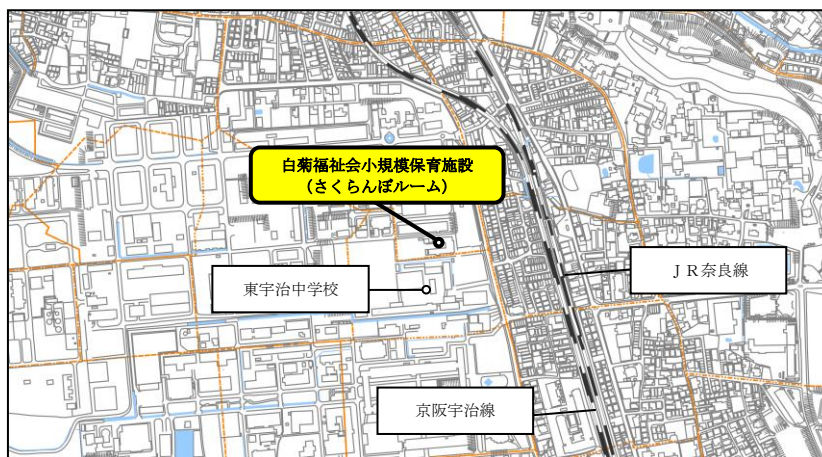 白菊福祉会小規模保育施設
（さくらんぼルーム）
東宇治中学校
ＪＲ奈良線
京阪宇治線